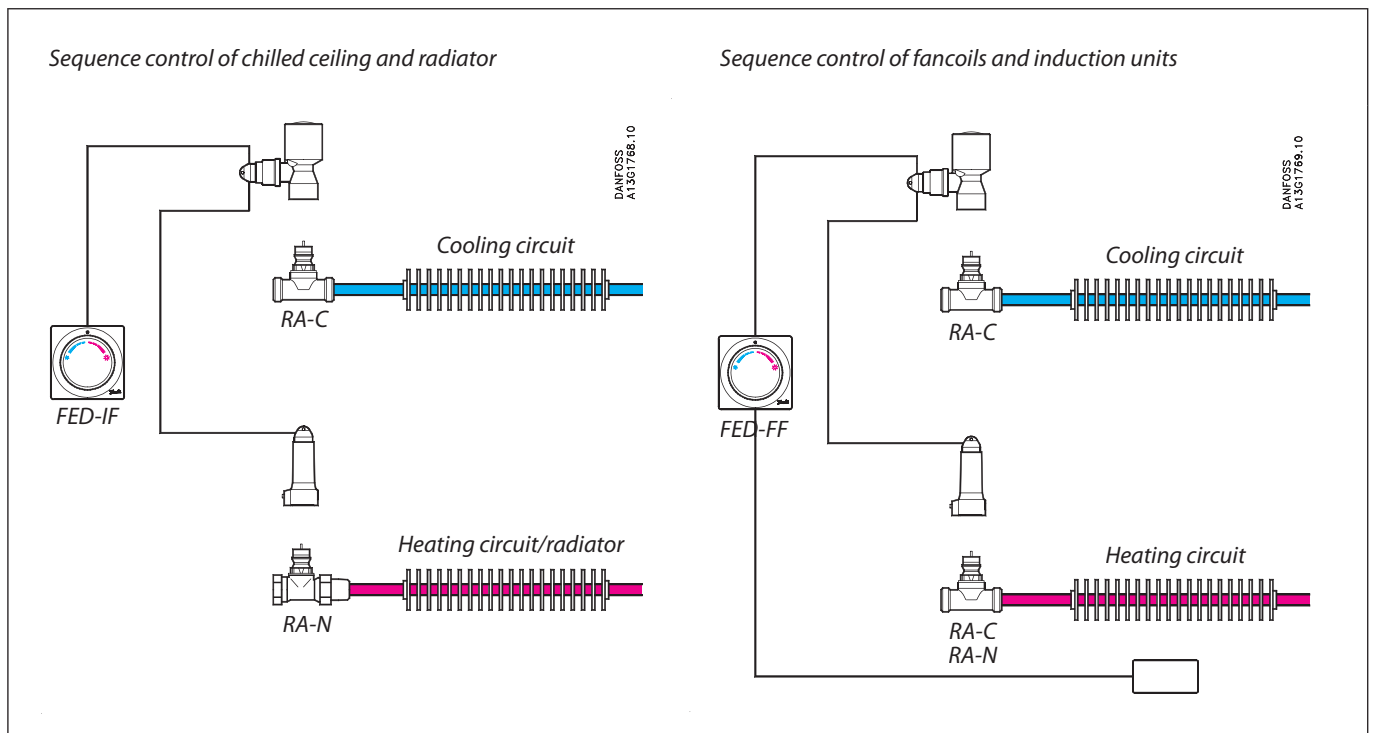 Sequence control of chilled ceiling and radiator
DANFOSS
A13G1768.10
Cooling circuit
RA-C
FED-IF
Heating circuit/radiator
RA-N
Sequence control of fancoils and induction units
DANFOSS
A13G1769.10
Cooling circuit
RA-C
FED-FF
Heating circuit
RA-C
RA-N